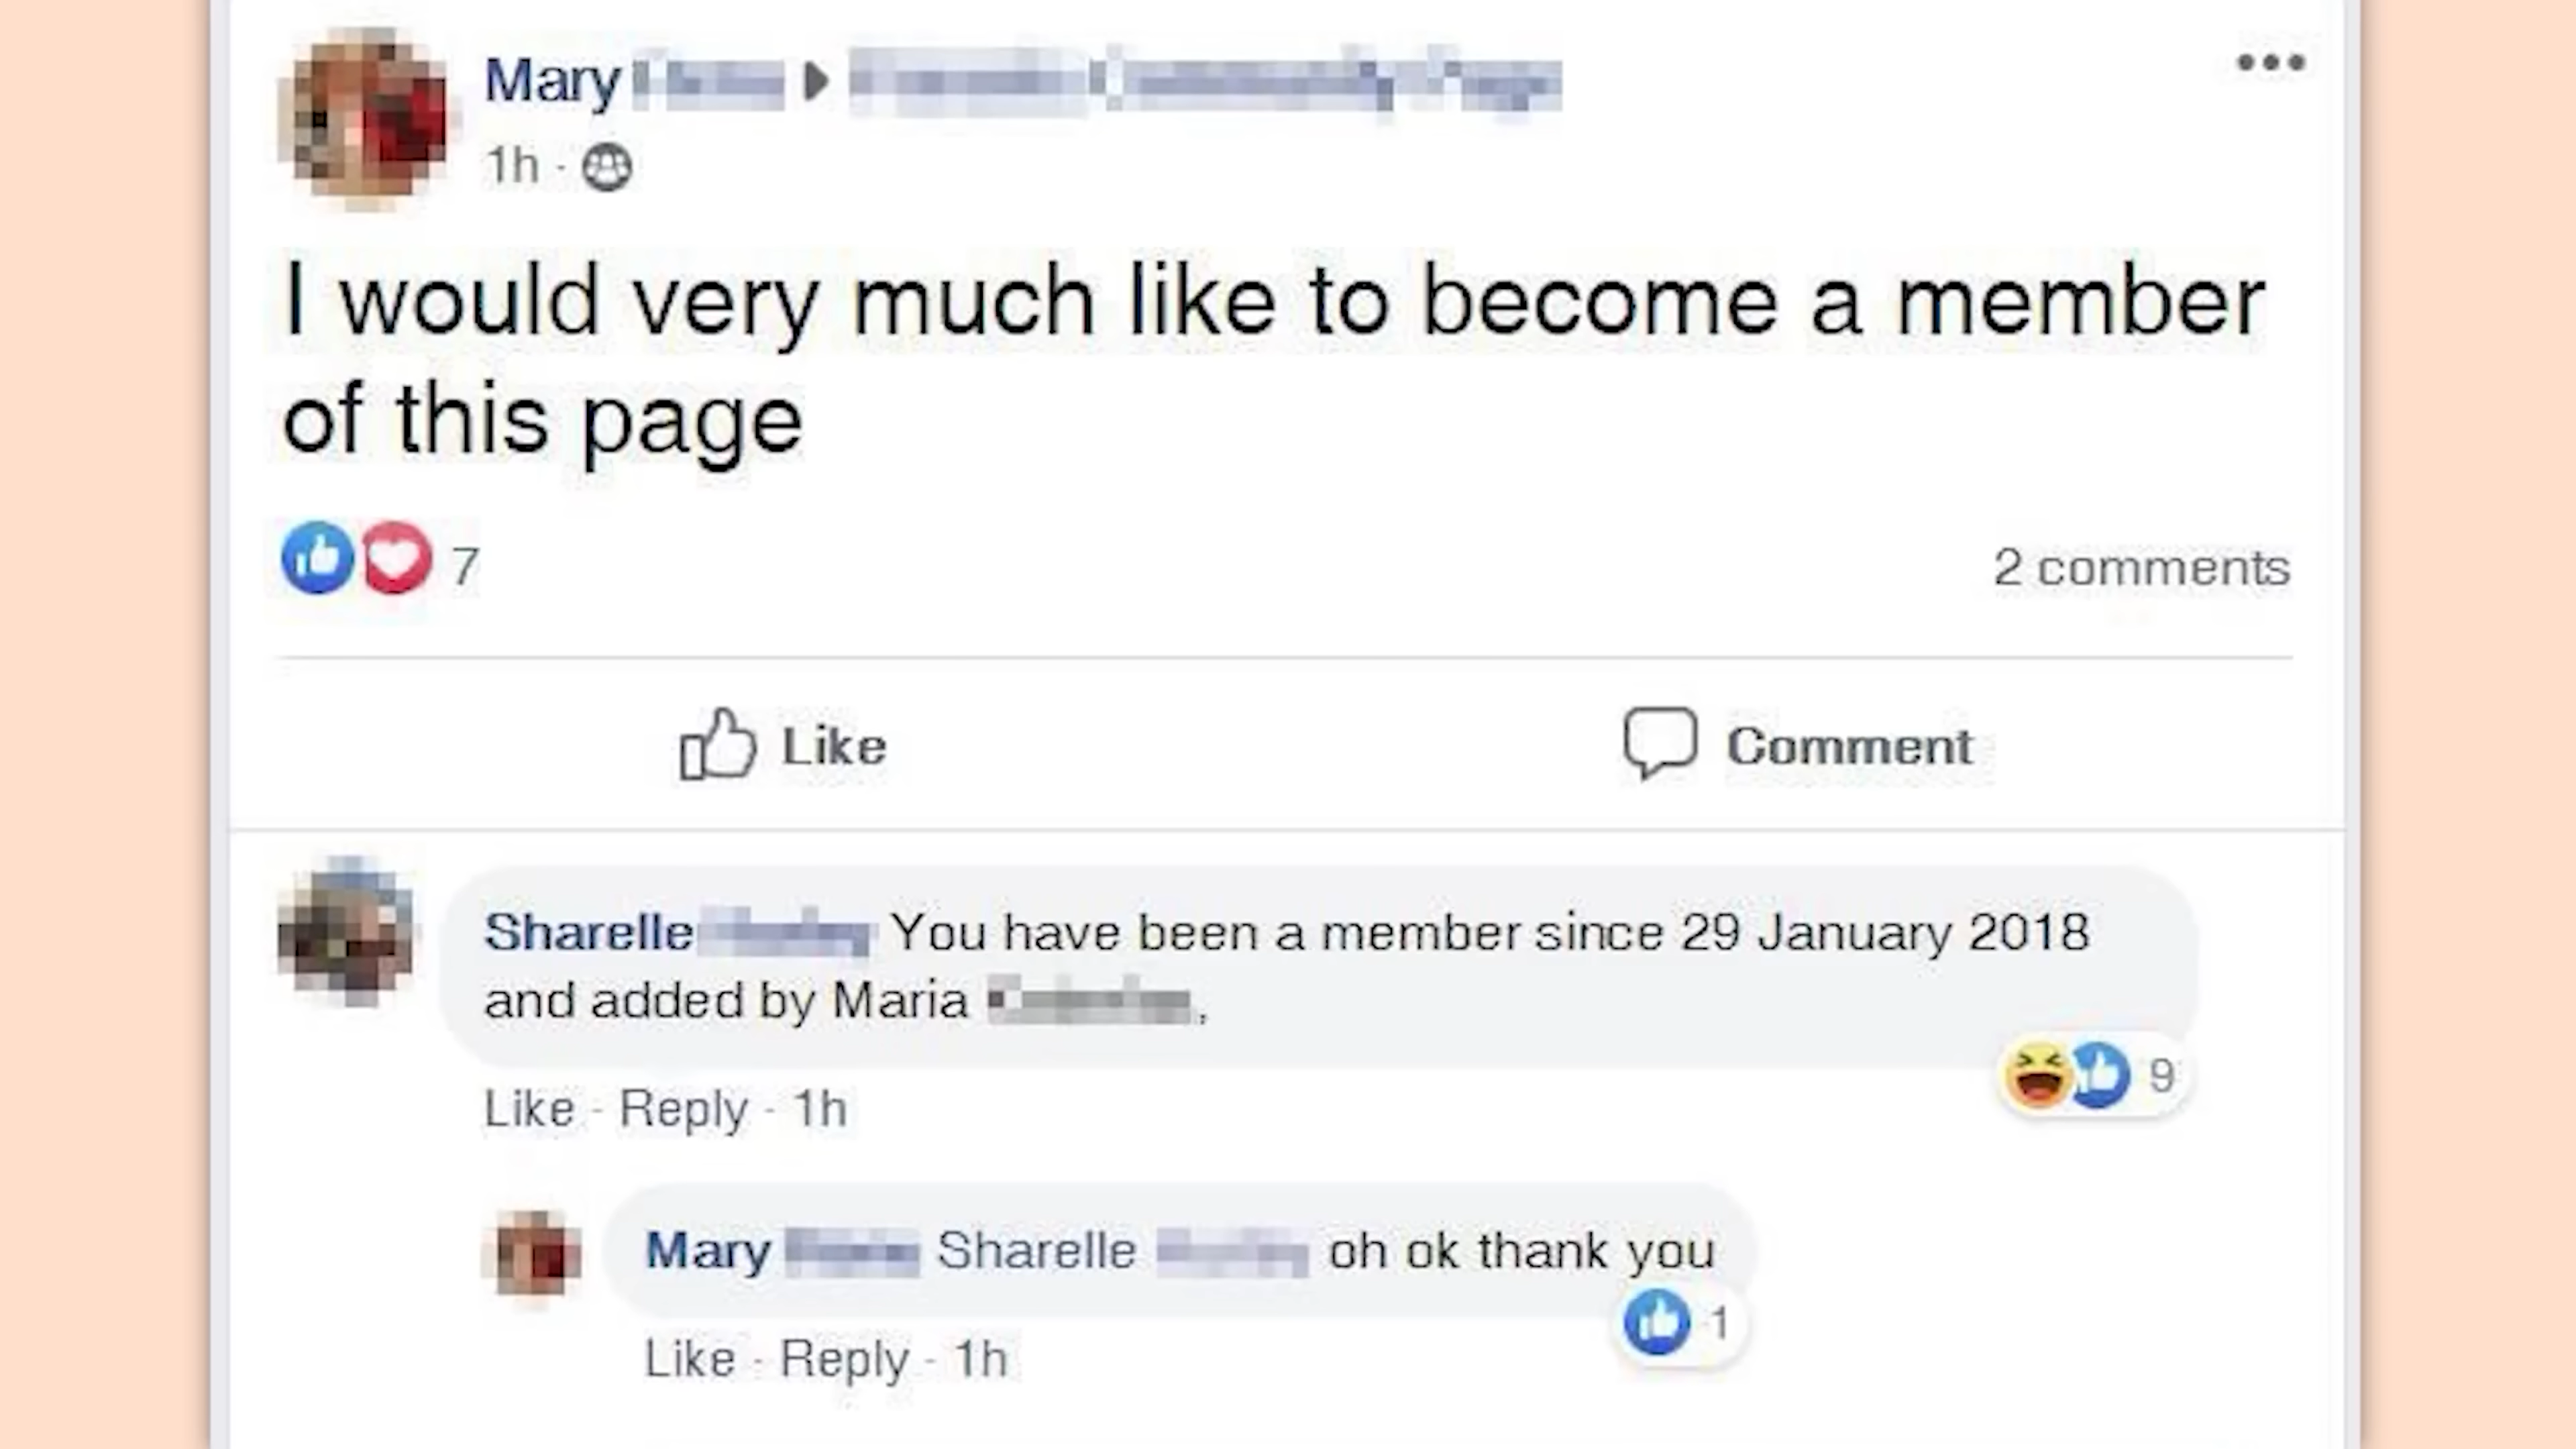 Mary
1h ·
I would very much like to become a member
of this page
7
2 comments
Like
Comment
Sharelle You have been a member since 29 January 2018
and added by Maria ,
9
Like · Reply · 1h
Mary Sharelle oh ok thank you
1
Like · Reply · 1h